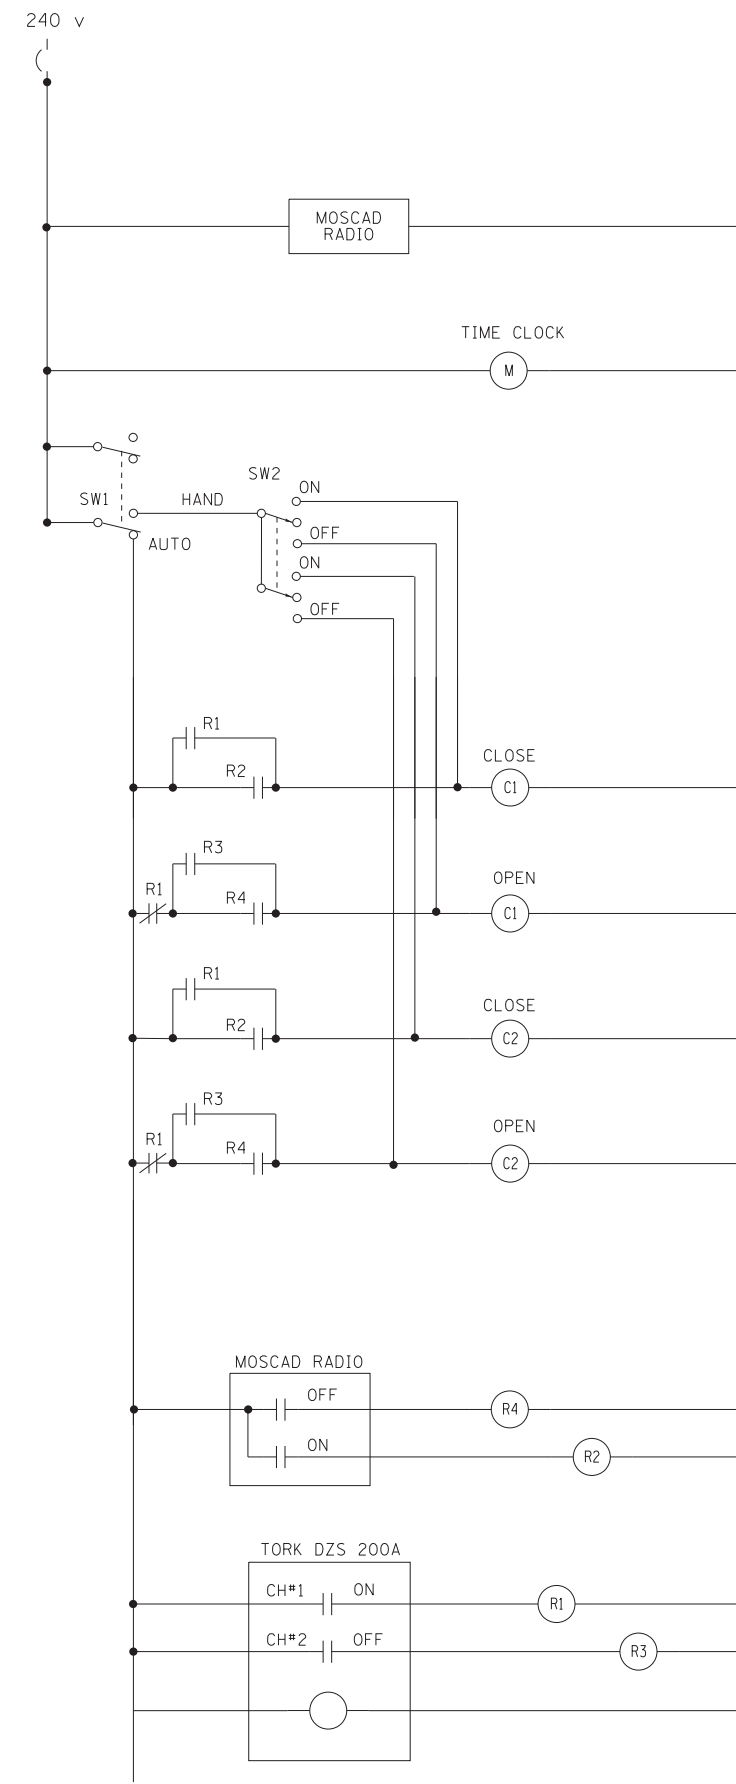 240 v
MOSCAD
RADIO
TIME CLOCK
M
SW2
ON
SW1
HAND
OFF
AUTO
ON
OFF
R1
CLOSE
R2
C1
R3
OPEN
R1
R4
C1
R1
CLOSE
R2
C2
R3
OPEN
R1
R4
C2
MOSCAD RADIO
OFF
R4
ON
R2
TORK DZS 200A
CH#1
ON
R1
CH#2
OFF
R3